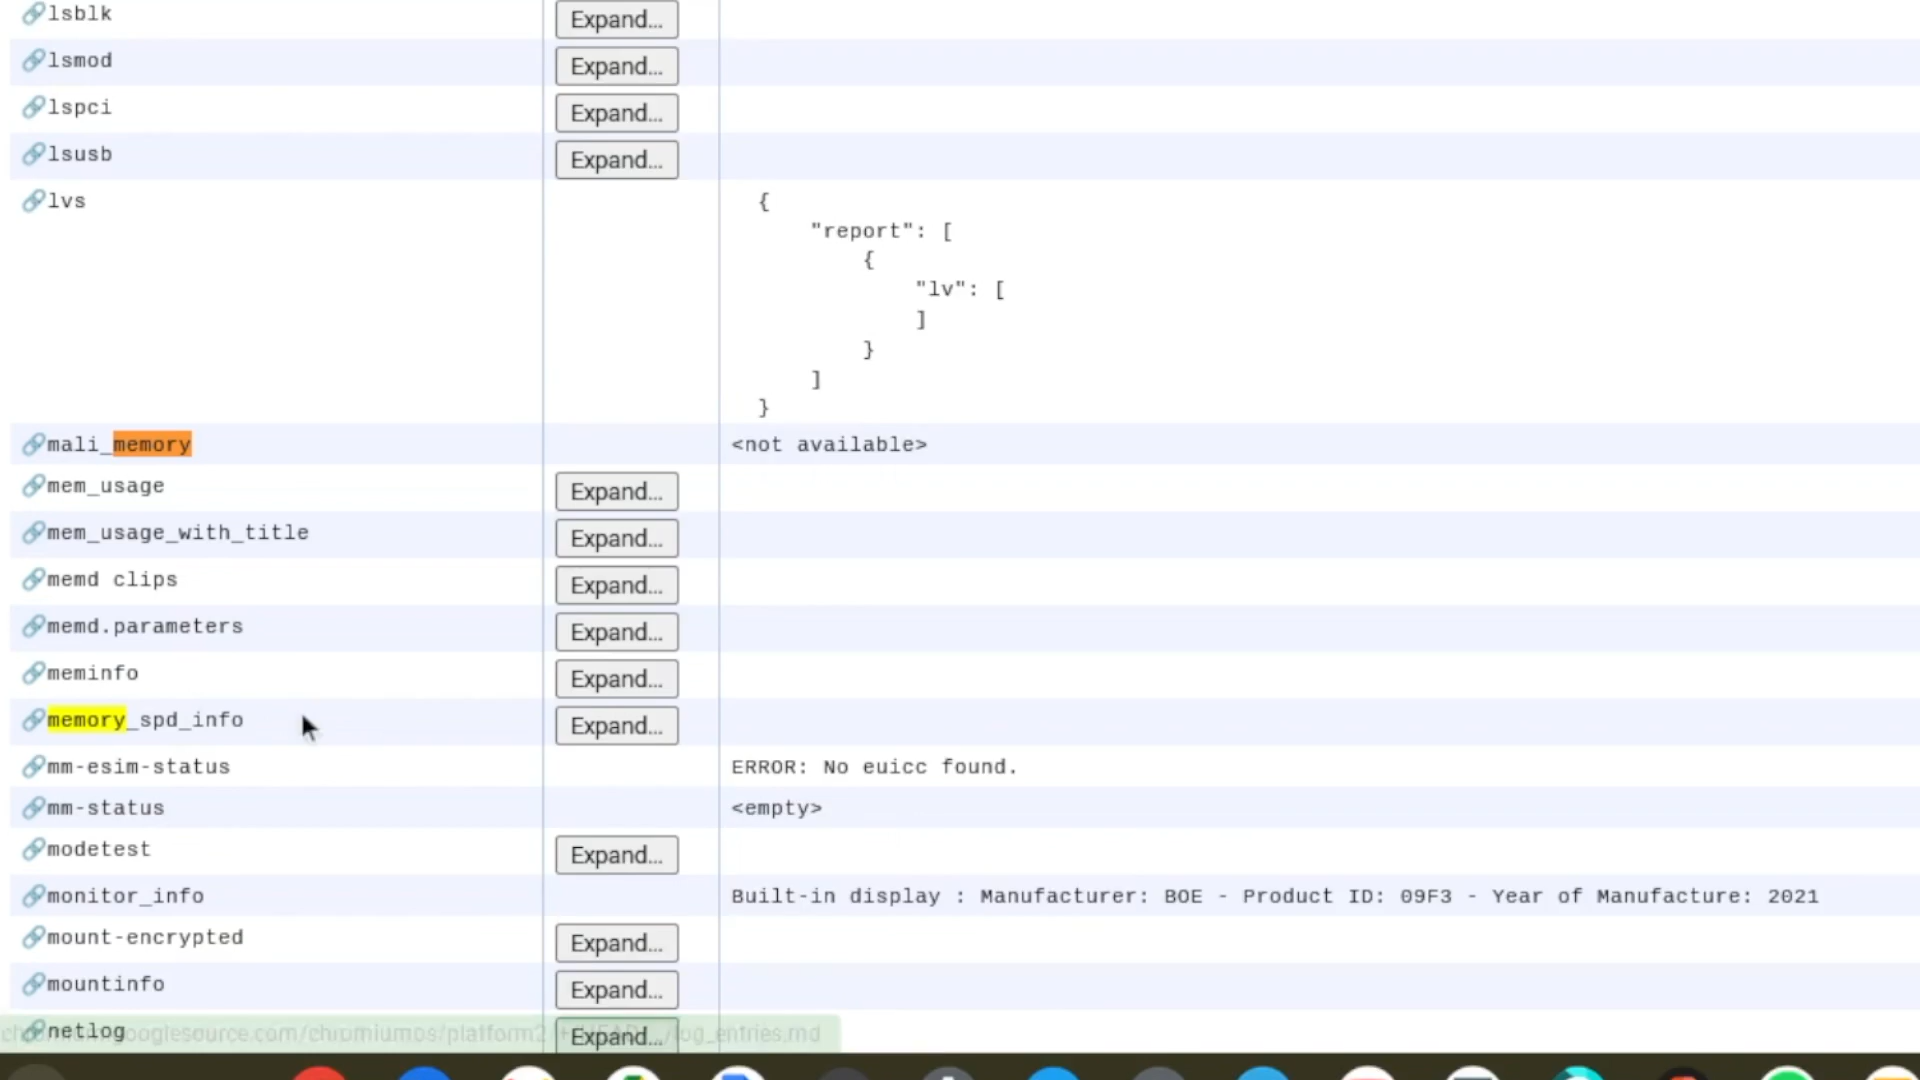 lsblk Expand...
lsmod Expand...
lspci Expand...
lsusb Expand...
lvs {
"report": [
{
"lv": [
]
}
]
}
mali_memory <not available>
mem_usage Expand...
mem_usage_with_title Expand...
memd clips Expand...
memd.parameters Expand...
meminfo Expand...
memory_spd_info Expand...
mm-esim-status ERROR: No euicc found.
mm-status <empty>
modetest Expand...
monitor_info Built-in display : Manufacturer: BOE - Product ID: 09F3 - Year of Manufacture: 2021
mount-encrypted Expand...
mountinfo Expand...
netlog Expand...